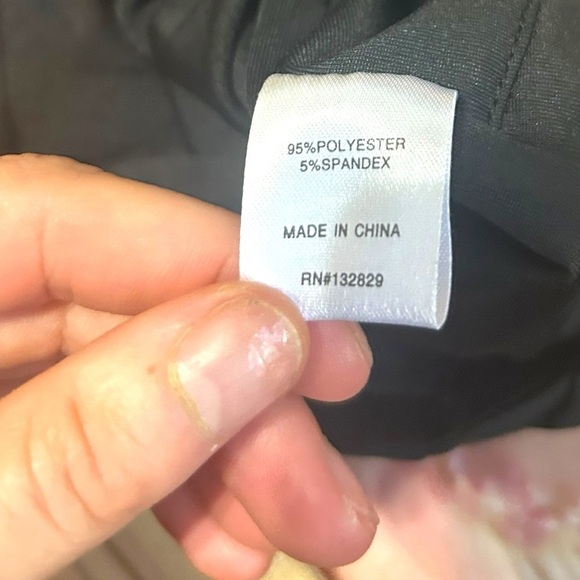 95%POLYESTER
5%SPANDEX
MADE IN CHINA
RN#132829